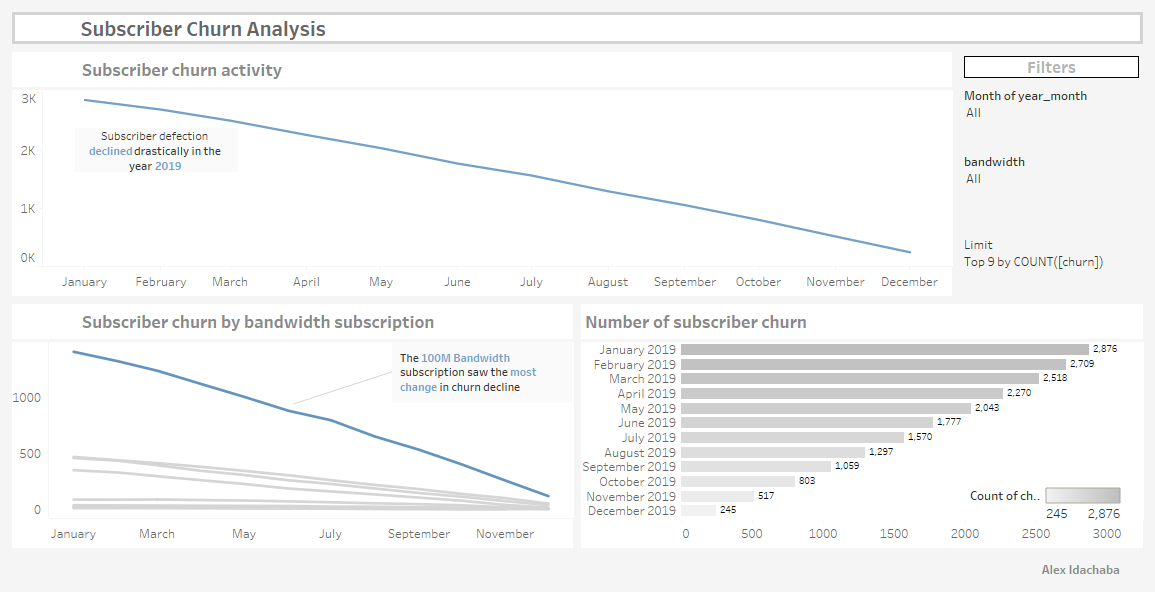 Subscriber Churn Analysis
Subscriber churn activity
3K
2K
1K
0K
Subscriber defection
declined drastically in the
year 2019
January February March April May June July August September October November December
Filters
Month of year_month
All
bandwidth
All
Limit
Top 9 by COUNT([churn])
Subscriber churn by bandwidth subscription
1000
500
0
The 100M Bandwidth
subscription saw the most
change in churn decline
January March May July September November
Number of subscriber churn
January 2019 2,876
February 2019 2,709
March 2019 2,518
April 2019 2,270
May 2019 2,043
June 2019 1,777
July 2019 1,570
August 2019 1,297
September 2019 1,059
October 2019 803
November 2019 517
December 2019 245
0 500 1000 1500 2000 2500 3000
Count of ch..
245 2,876
Alex Idachaba